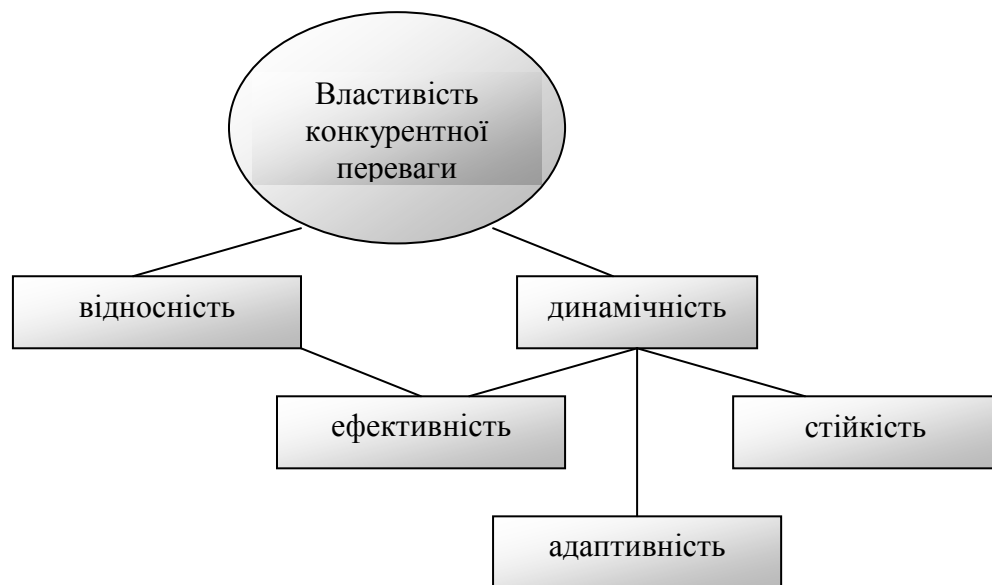 Властивість
конкурентної
переваги
відносність
динамічність
ефективність
стійкість
адаптивність